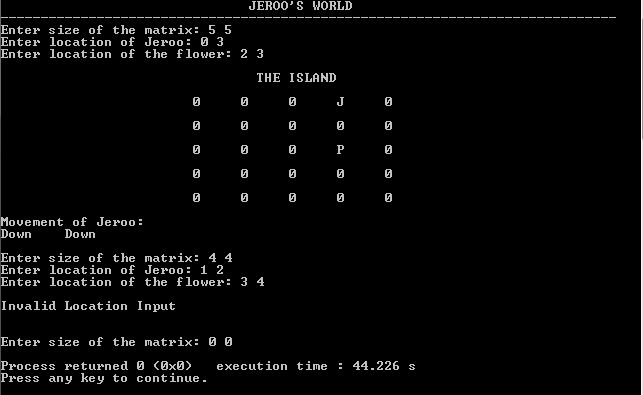 JEROO'S WORLD
Enter size of the matrix: 5 5
Enter location of Jeroo: 0 3
Enter location of the flower: 2 3
THE ISLAND
0 0 0 J 0
0 0 0 0 0
0 0 0 P 0
0 0 0 0 0
0 0 0 0 0
Movement of Jeroo:
Down Down
Enter size of the matrix: 4 4
Enter location of Jeroo: 1 2
Enter location of the flower: 3 4
Invalid Location Input
Enter size of the matrix: 0 0
Process returned 0 (0x0) execution time : 44.226 s
Press any key to continue.